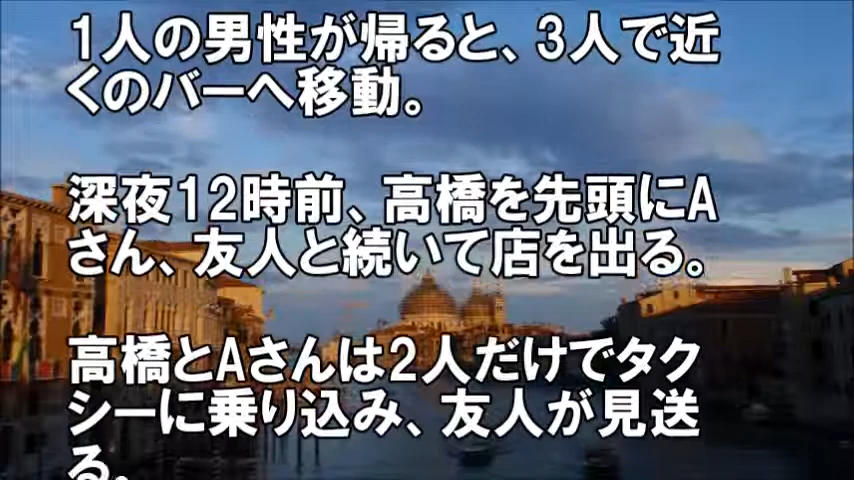 １人の男性が帰ると、３人で近
くのバーへ移動。
深夜１２時前、高橋を先頭にA
さん、友人と続いて店を出る。
高橋とAさんは２人だけでタク
シーに乗り込み、友人が見送
る。